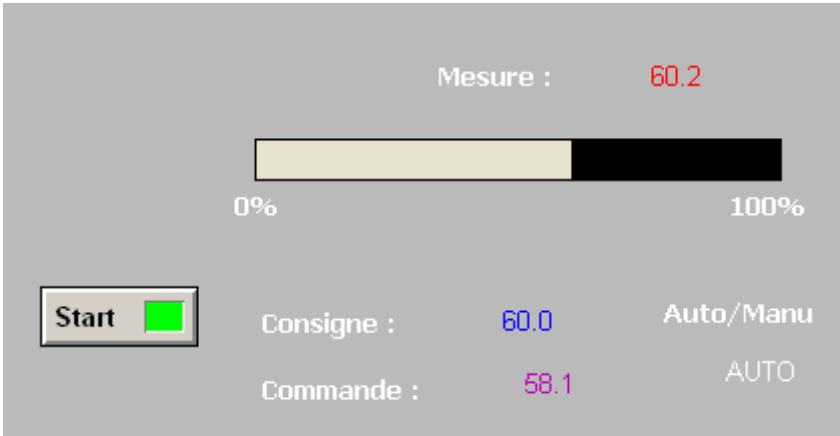 Mesure : 60.2
0% 100%
Start
Consigne : 60.0
Auto/Manu
Commande : 58.1
AUTO